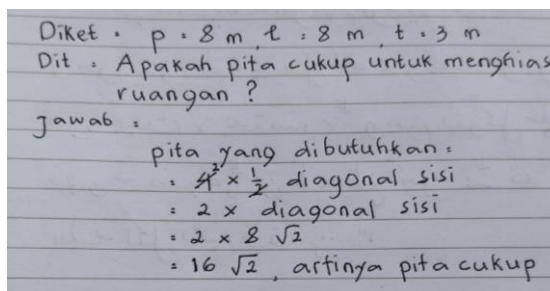 Diket : p : 8 m, l : 8 m, t : 3 m
Dit : Apakah pita cukup untuk menghias
ruangan ?
Jawab :
pita yang dibutuhkan :
: 4² × 1/2 diagonal sisi
: 2 × diagonal sisi
: 2 × 8 √2
: 16 √2, artinya pita cukup